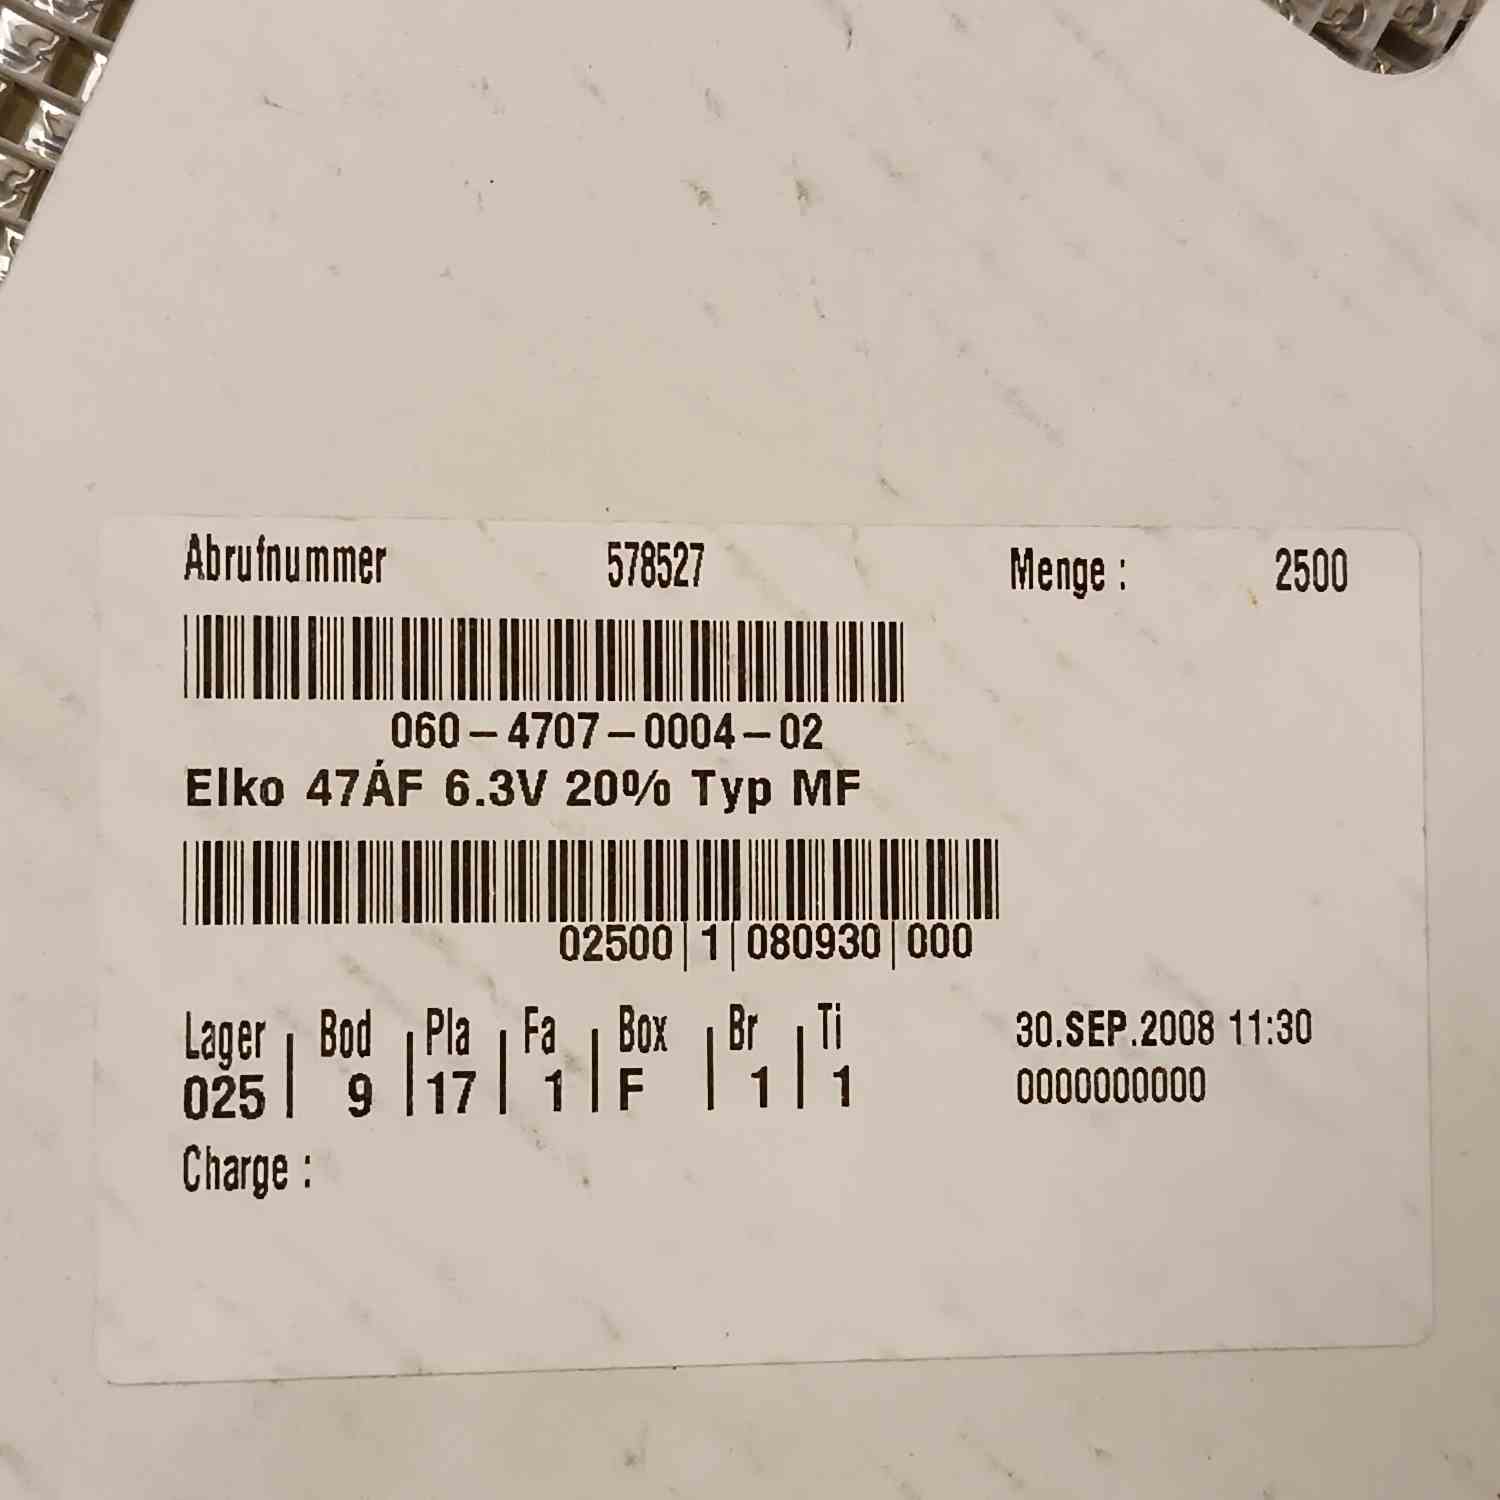 Abrufnummer 578527 Menge : 2500
060-4707-0004-02
Elko 47ÁF 6.3V 20% Typ MF
02500|1|080930|000
Lager | Bod | Pla | Fa | Box | Br | Ti 30.SEP.2008 11:30
025 | 9 | 17 | 1 | F | 1 | 1 0000000000
Charge :